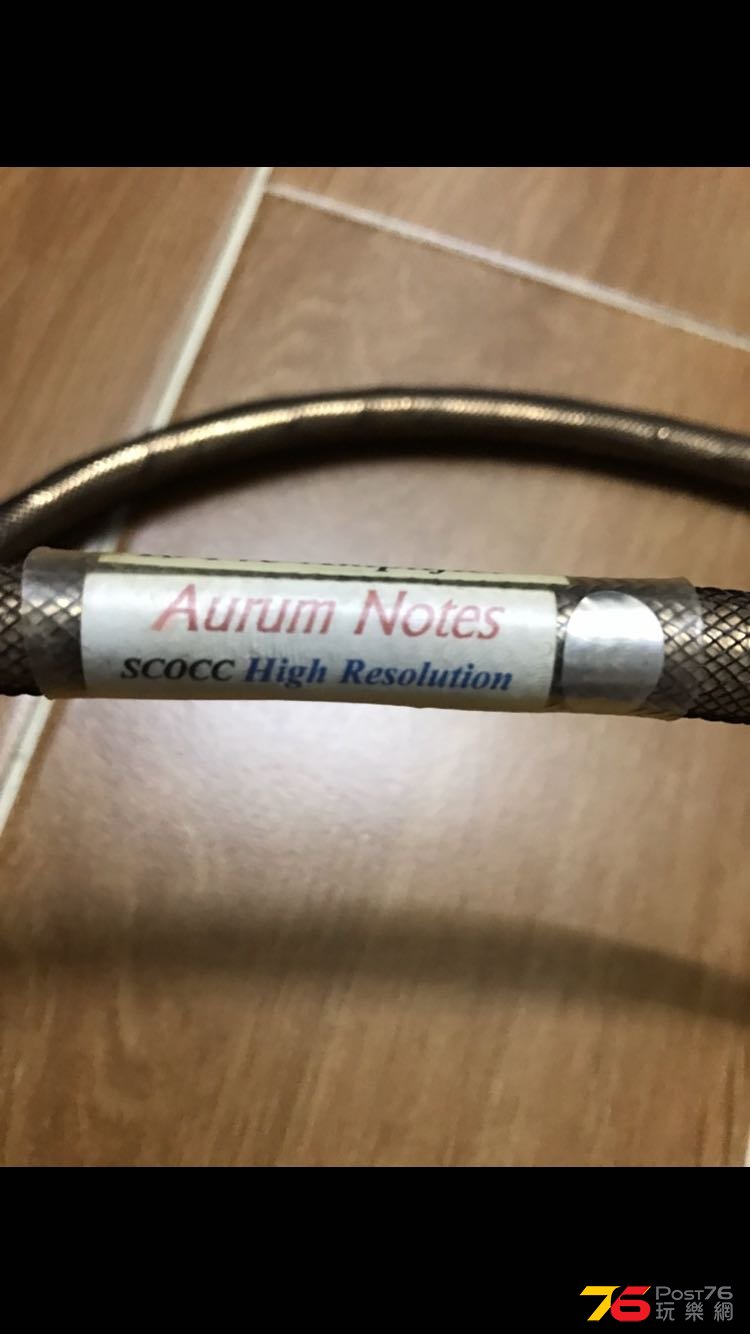 Aurum Notes
SCOCC High Resolution
76 POST76
玩樂網